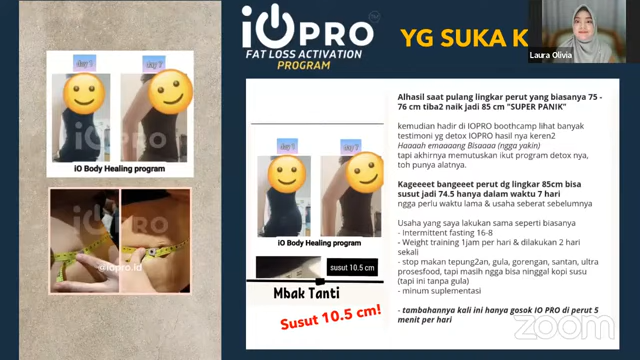 iO PRO
FAT LOSS ACTIVATION
PROGRAM
YG SUKA K
Laura Olivia
day 1
day 7
iO Body Healing program
@iopro.id
day 1
day 7
iO Body Healing program
susut 10.5 cm
Mbak Tanti
Susut 10.5 cm!
Alhasil saat pulang lingkar perut yang biasanya 75 -
76 cm tiba2 naik jadi 85 cm "SUPER PANIK"
kemudian hadir di IOPRO boothcamp lihat banyak
testimoni yg detox IOPRO hasil nya keren2
Haaaah emaaaang Bisaaaa (ngga yakin)
tapi akhirnya memutuskan ikut program detox nya,
toh punya alatnya.
Kageeeet bangeeet perut dg lingkar 85cm bisa
susut jadi 74.5 hanya dalam waktu 7 hari
ngga perlu waktu lama & usaha seberat sebelumnya
Usaha yang saya lakukan sama seperti biasanya
- Intermittent fasting 16-8
- Weight training 1jam per hari & dilakukan 2 hari
sekali
- stop makan tepung2an, gula, gorengan, santan, ultra
prosesfood, tapi masih ngga bisa ninggal kopi susu
(tapi ini tanpa gula)
- minum suplementasi
- tambahannya kali ini hanya gosok IO PRO di perut 5
menit per hari
zoom